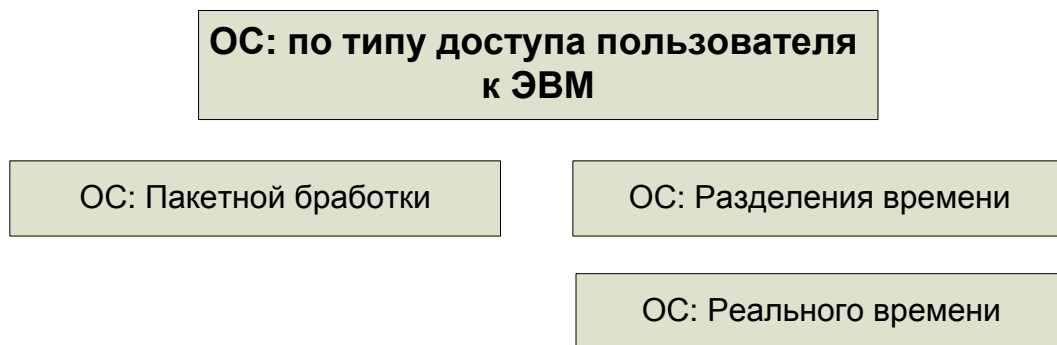 ОС: по типу доступа пользователя
к ЭВМ
ОС: Пакетной бработки
ОС: Разделения времени
ОС: Реального времени